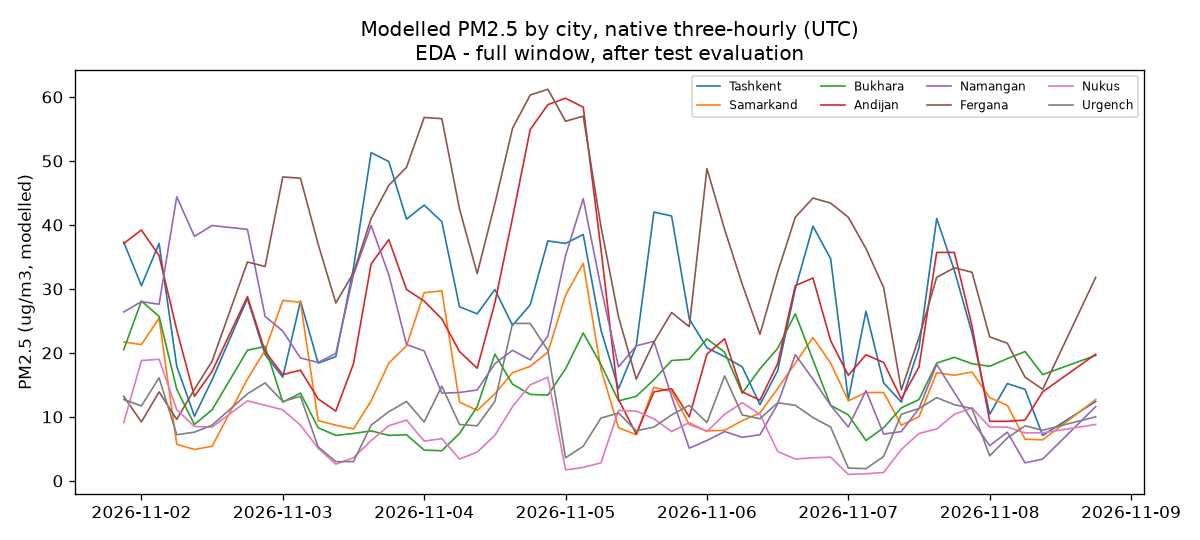 Modelled PM2.5 by city, native three-hourly (UTC)
EDA - full window, after test evaluation
Tashkent
Samarkand
Bukhara
Andijan
Namangan
Fergana
Nukus
Urgench
PM2.5 (ug/m3, modelled)
60
50
40
30
20
10
0
2026-11-02
2026-11-03
2026-11-04
2026-11-05
2026-11-06
2026-11-07
2026-11-08
2026-11-09